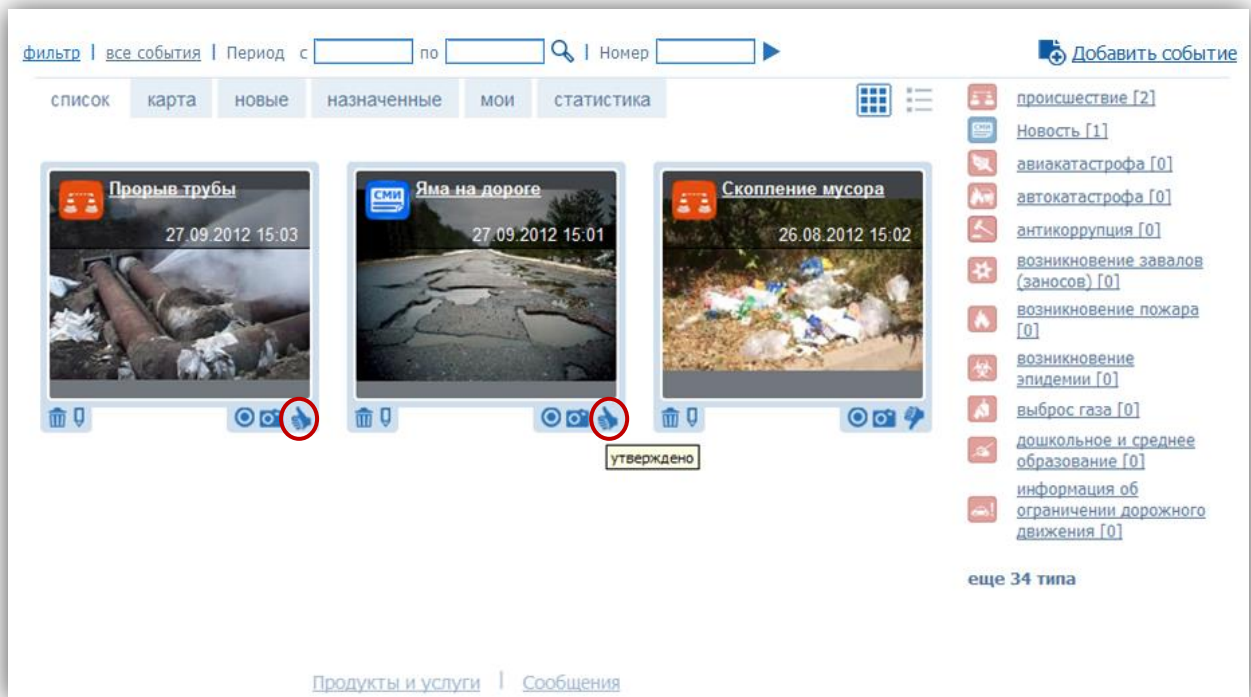 фильтр | все события | Период с по | Номер
Добавить событие
список карта новые назначенные мои статистика
Прорыв трубы
27.09.2012 15:03
СМИ
Яма на дороге
27.09.2012 15:01
Скопление мусора
26.08.2012 15:02
утверждено
происшествие [2]
СМИ
Новость [1]
авиакатастрофа [0]
автокатастрофа [0]
антикоррупция [0]
возникновение завалов
(заносов) [0]
возникновение пожара
[0]
возникновение
эпидемии [0]
выброс газа [0]
дошкольное и среднее
образование [0]
информация об
ограничении дорожного
движения [0]
еще 34 типа
Продукты и услуги | Сообщения